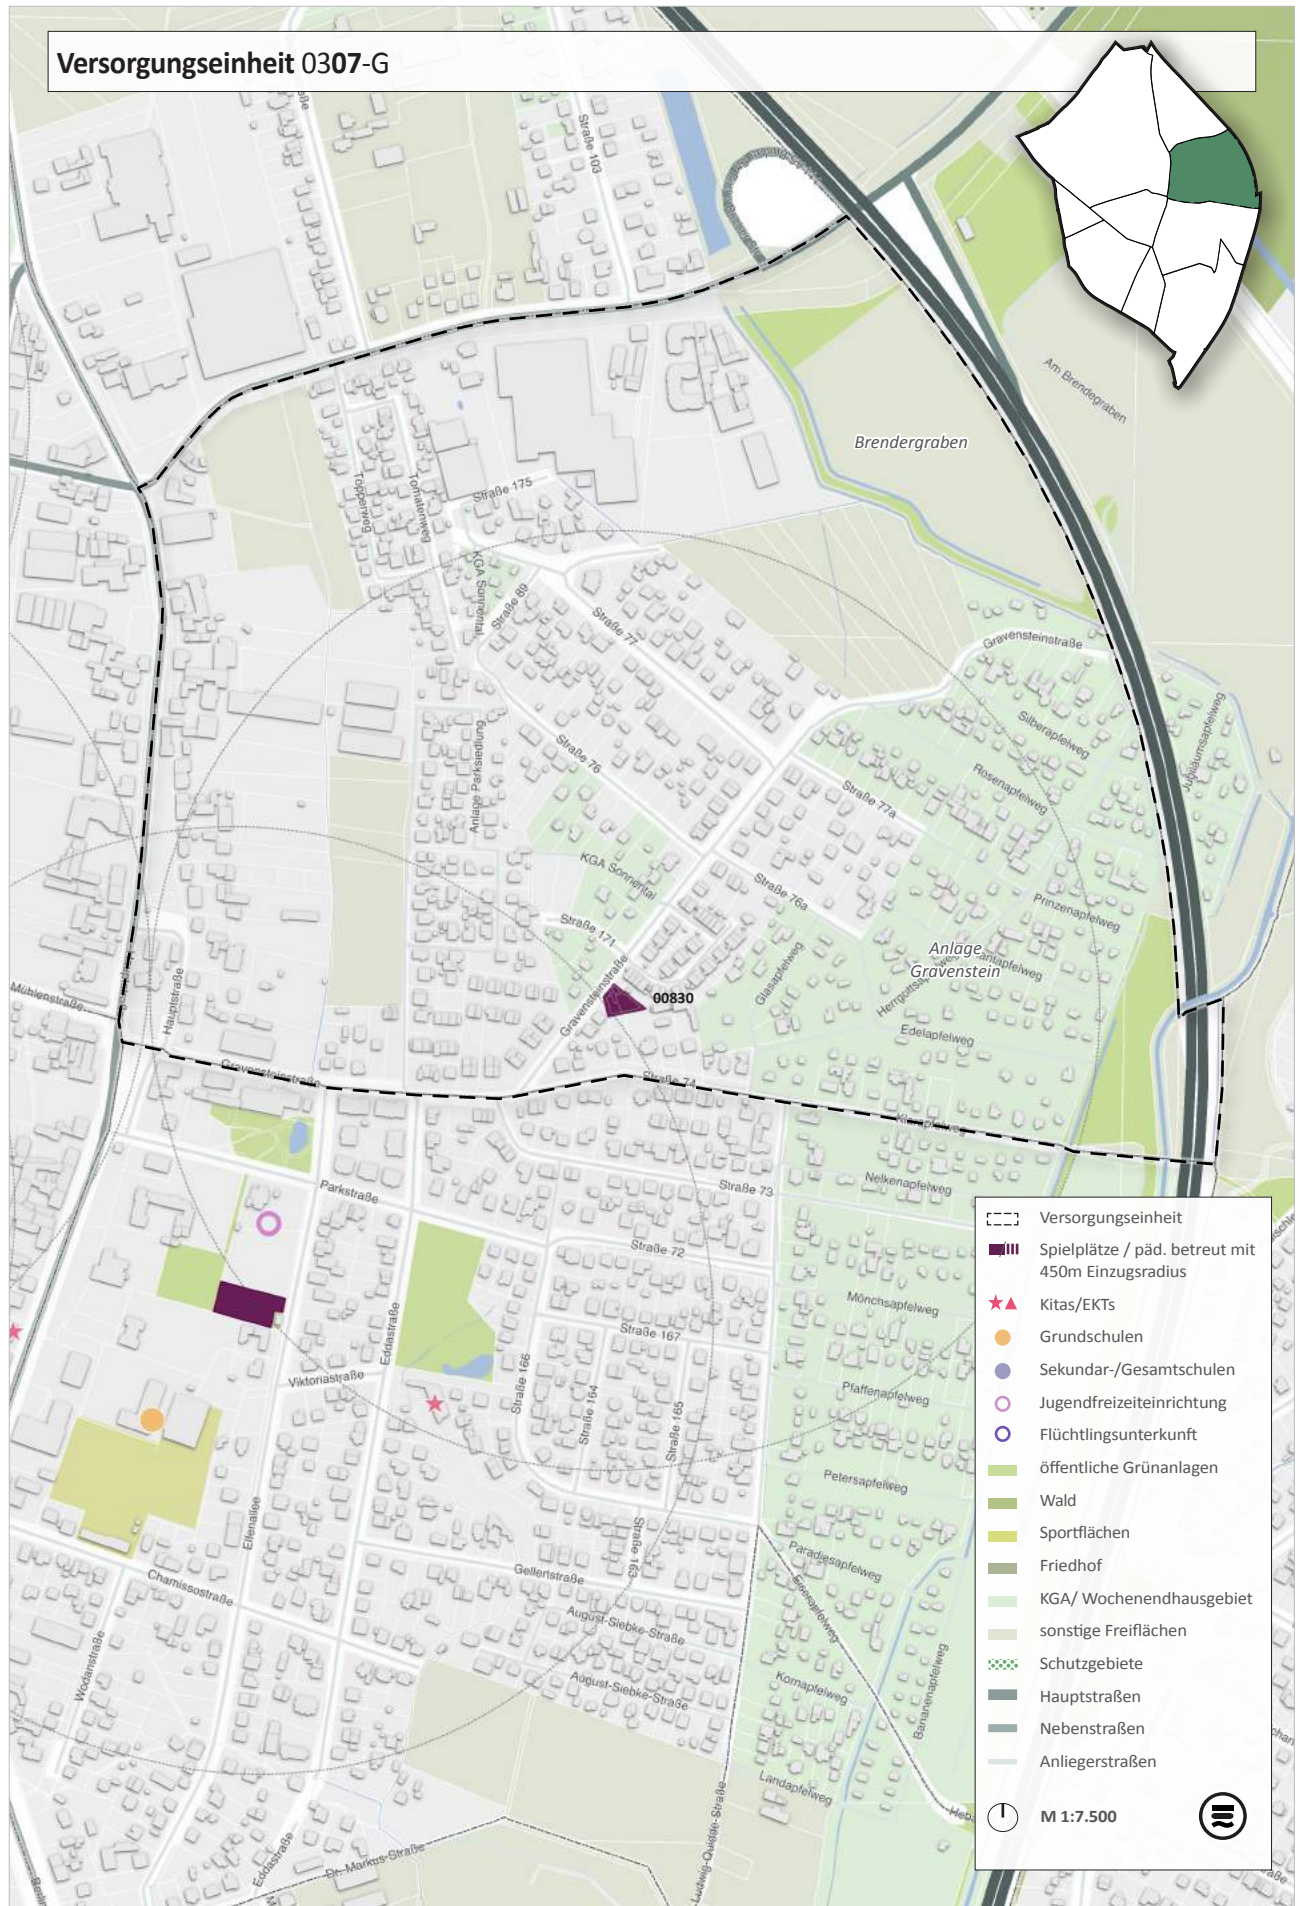 Versorgungseinheit 0307-G
Straße 103
Am Brendegraben
Brendergraben
Töpperweg
Tomatenweg
Straße 175
KGA Sonnental
Straße 89
Straße 77
Gravensteinstraße
Silberapfelweg
Jubiläumsapfelweg
Rosenapfelweg
Straße 76
Anlage Parksiedlung
Straße 77a
KGA Sonnental
Straße 76a
Prinzenapfelweg
Straße 171
Anlage
Gravenstein
Glasapfelweg
Gravensteinstraße
00830
Edelapfelweg
Mühlenstraße
Hauptstraße
Gravensteinstraße
Straße 74
Klarapfelweg
Nelkenapfelweg
Parkstraße
Straße 73
Straße 72
Mönchsapfelweg
Eddastraße
Straße 167
Viktoriastraße
Straße 166
Straße 164
Straße 165
Pfaffenapfelweg
Petersapfelweg
Eilenallee
Straße 163
Paradiesapfelweg
Gellertstraße
Chamissostraße
August-Siebke-Straße
Eiserapfelweg
Wodanstraße
August-Siebke-Straße
Kornapfelweg
Bananenapfelweg
Landapfelweg
Eddastraße
Dr.-Markus-Straße
Ludwig-Quidde-Straße
Versorgungseinheit
Spielplätze / päd. betreut mit
450m Einzugsradius
Kitas/EKTs
Grundschulen
Sekundar-/Gesamtschulen
Jugendfreizeiteinrichtung
Flüchtlingsunterkunft
öffentliche Grünanlagen
Wald
Sportflächen
Friedhof
KGA/ Wochenendhausgebiet
sonstige Freiflächen
Schutzgebiete
Hauptstraßen
Nebenstraßen
Anliegerstraßen
M 1:7.500